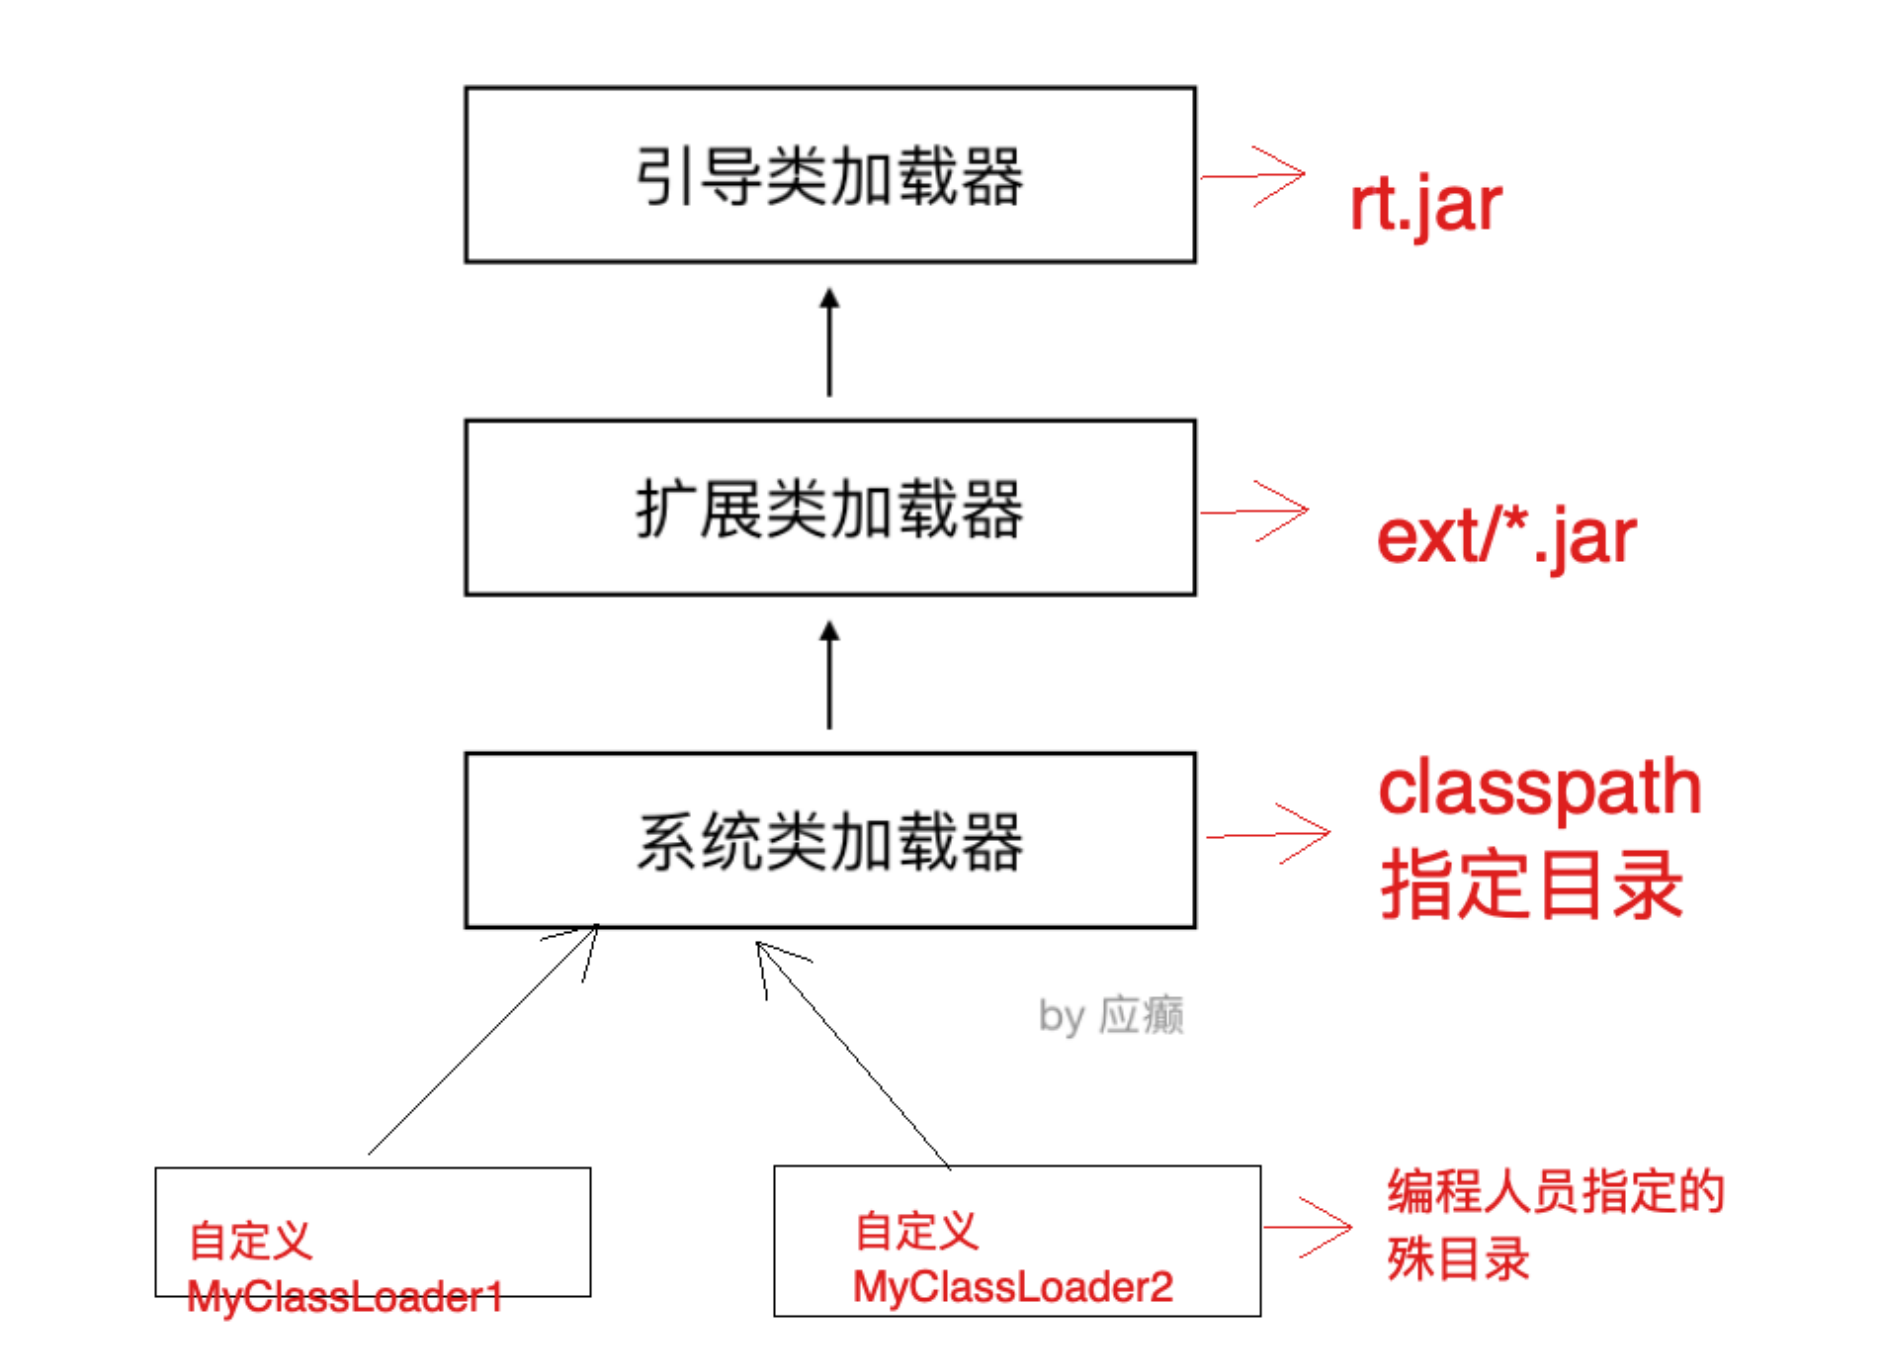 引导类加载器
rt.jar
扩展类加载器
ext/*.jar
系统类加载器
classpath
指定目录
by 应癫
自定义
MyClassLoader1
自定义
MyClassLoader2
编程人员指定的
殊目录